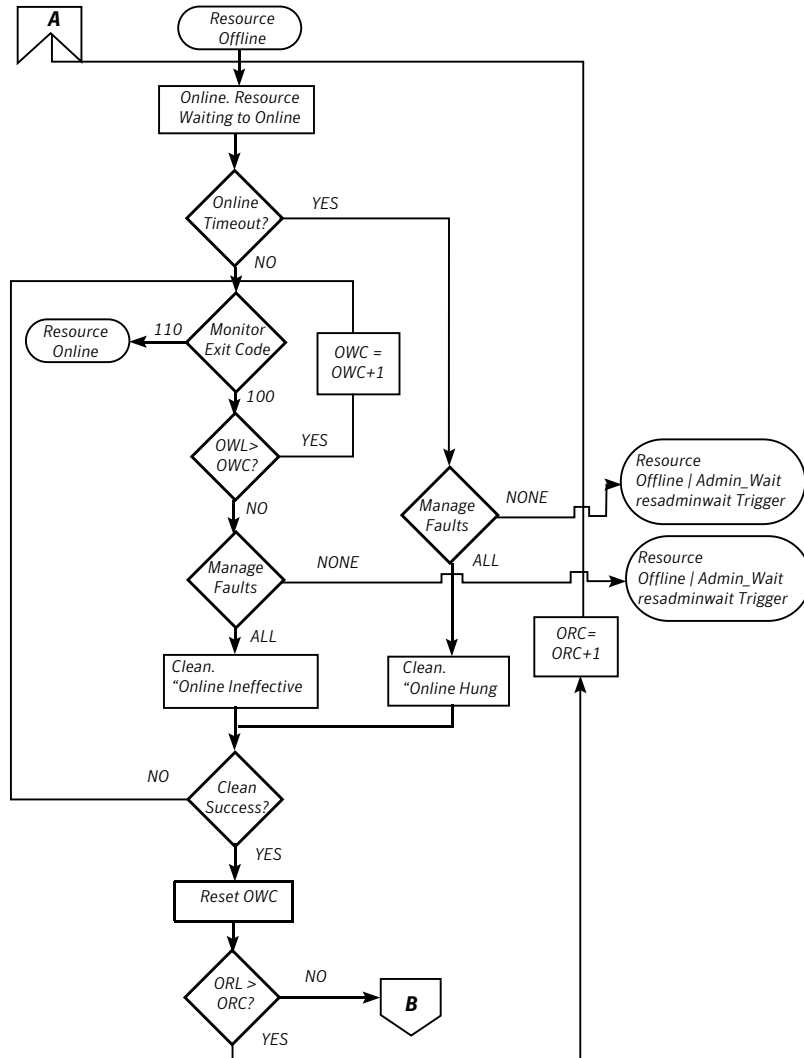 A
Resource
Offline
Online. Resource
Waiting to Online
Online
Timeout?
YES
NO
Resource
Online
110
Monitor
Exit Code
OWC =
OWC+1
100
OWL>
OWC?
YES
NO
Manage
Faults
NONE
Resource
Offline | Admin_Wait
resadminwait Trigger
ALL
Manage
Faults
NONE
Resource
Offline | Admin_Wait
resadminwait Trigger
ALL
ORC=
ORC+1
Clean.
“Online Ineffective
Clean.
“Online Hung
NO
Clean
Success?
YES
Reset OWC
ORL >
ORC?
NO
B
YES